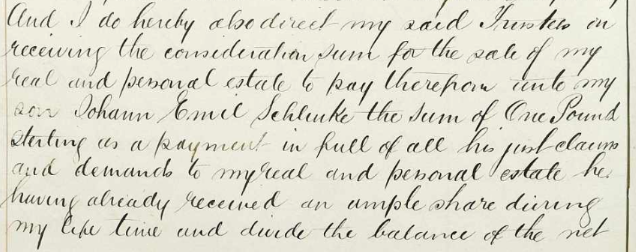 And I do hereby also direct my said Trustees on
receiving the consideration sum for the sale of my
real and personal estate to pay therefrom unto my
son Johann Emil Schlinke the sum of One Pound
sterling as a payment in full of all his just claims
and demands to my real and personal estate he
having already received an ample share during
my life time and divide the balance of the net